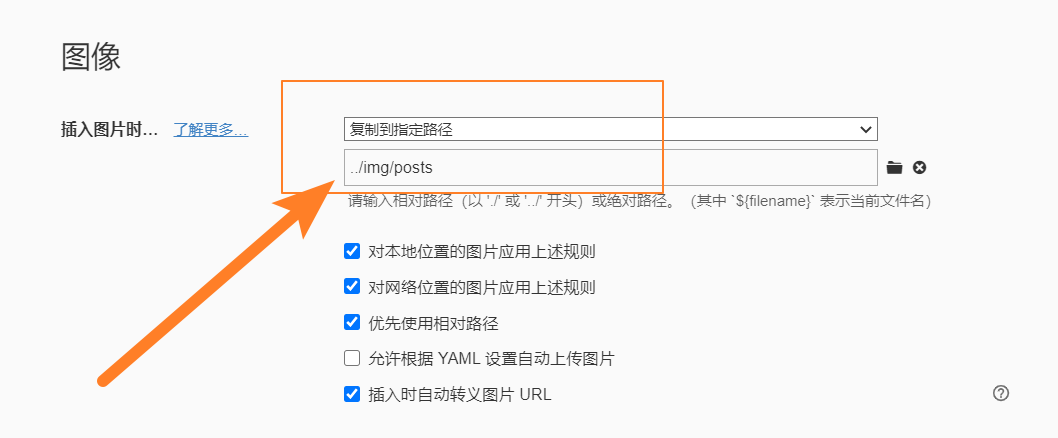 图像
插入图片时... 了解更多...
复制到指定路径
../img/posts
请输入相对路径（以 './' 或 '../' 开头）或绝对路径。（其中 `${filename}` 表示当前文件名）
对本地位置的图片应用上述规则
对网络位置的图片应用上述规则
优先使用相对路径
允许根据 YAML 设置自动上传图片
插入时自动转义图片 URL